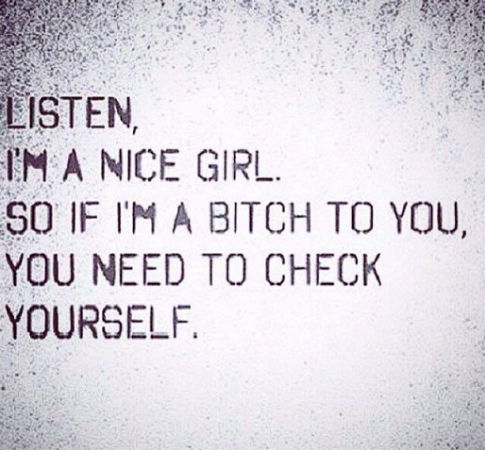 LISTEN,
I'M A NICE GIRL.
SO IF I'M A BITCH TO YOU,
YOU NEED TO CHECK
YOURSELF.